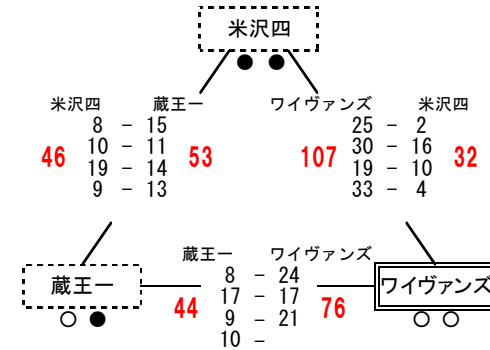 米沢四
● ●
米沢四 蔵王一
46 53
8 - 15
10 - 11
19 - 14
9 - 13
ワイヴァンズ 米沢四
107 32
25 - 2
30 - 16
19 - 10
33 - 4
蔵王一 ワイヴァンズ
44 76
8 - 24
17 - 17
9 - 21
10 -
蔵王一
○ ●
ワイヴァンズ
○ ○